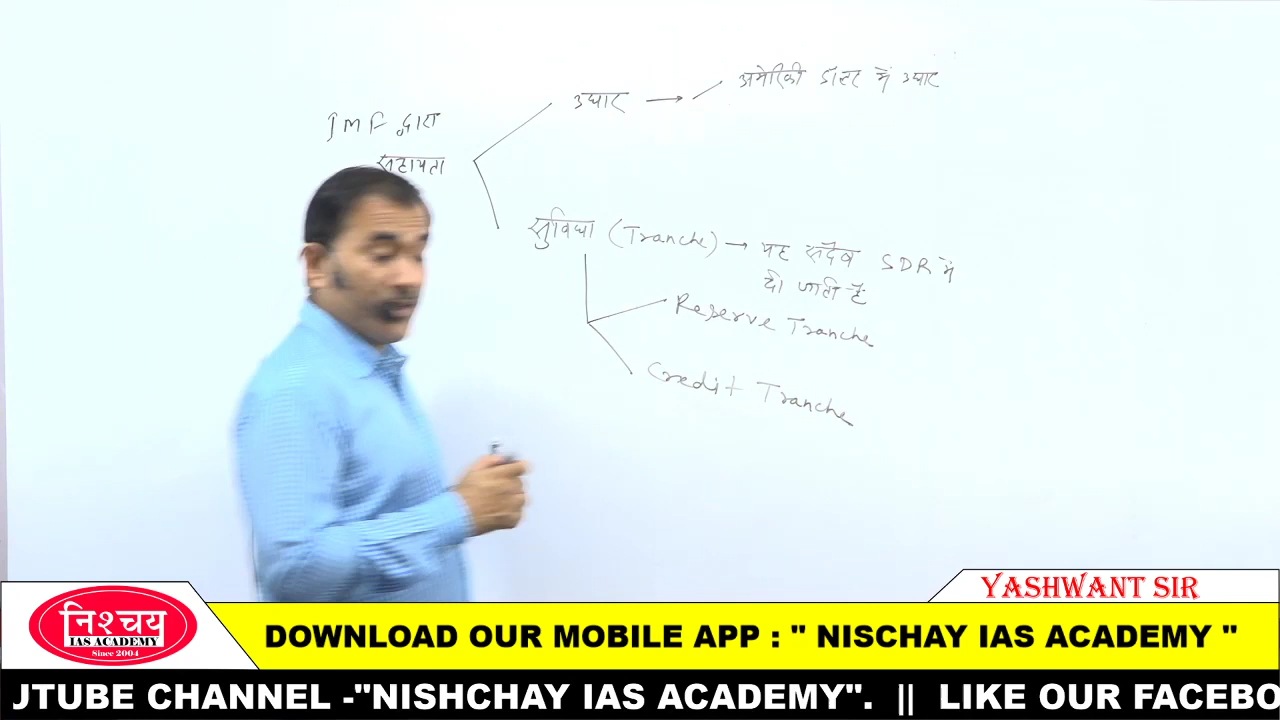 IMF द्वारा
सहायता
उधार → अमेरिकी डॉलर में उधार
सुविधा (Tranche) → यह सदैव SDR में
दी जाती है
Reserve Tranche
Credit Tranche
YASHWANT SIR
निश्चय
IAS ACADEMY
Since 2004
DOWNLOAD OUR MOBILE APP : " NISCHAY IAS ACADEMY "
JTUBE CHANNEL -"NISHCHAY IAS ACADEMY". || LIKE OUR FACEBO